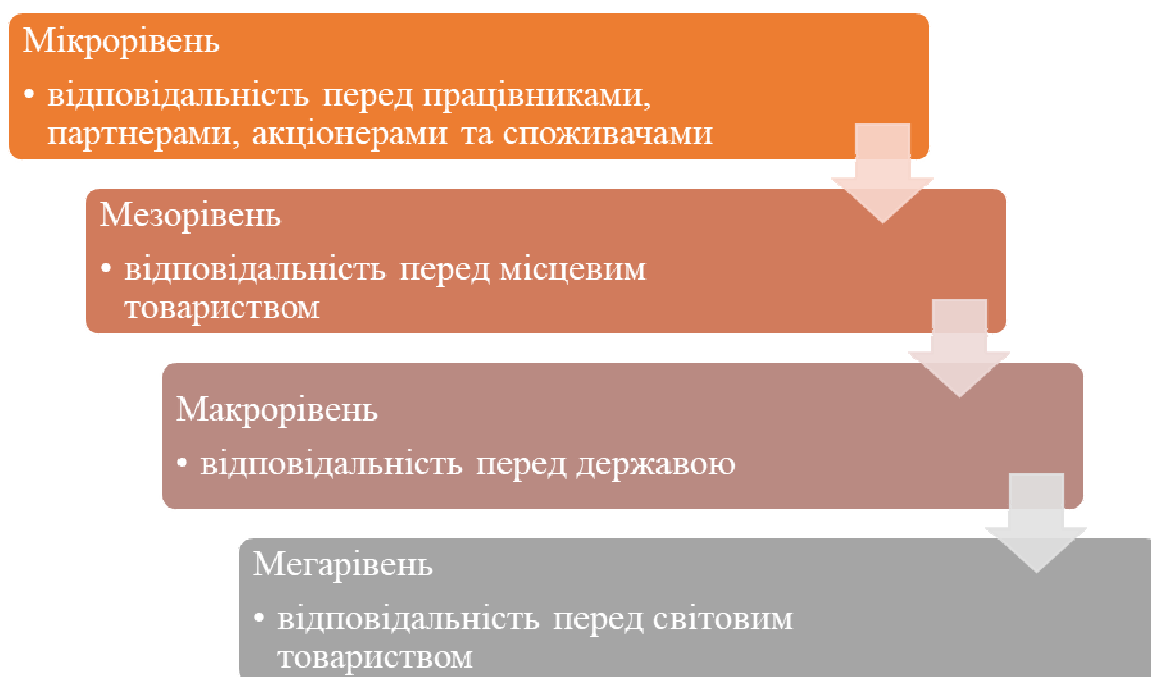 Мікрорівень
• відповідальність перед працівниками,
партнерами, акціонерами та споживачами
Мезорівень
• відповідальність перед місцевим
товариством
Макрорівень
• відповідальність перед державою
Мегарівень
• відповідальність перед світовим
товариством